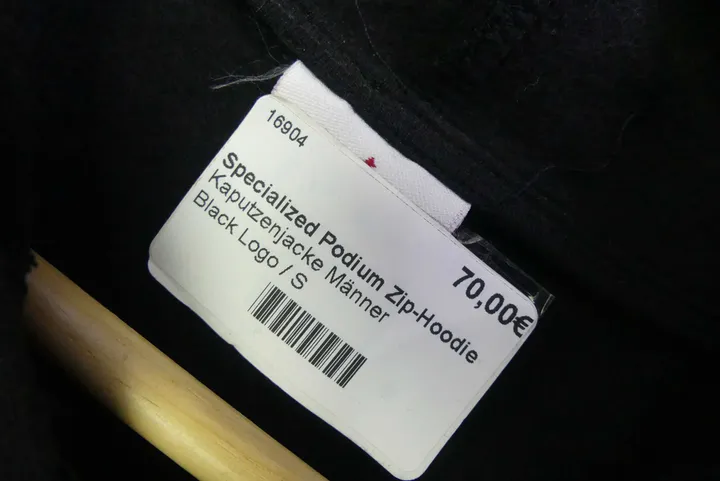 16904
Specialized Podium Zip-Hoodie
Kaputzenjacke Männer
Black Logo / S
70,00€